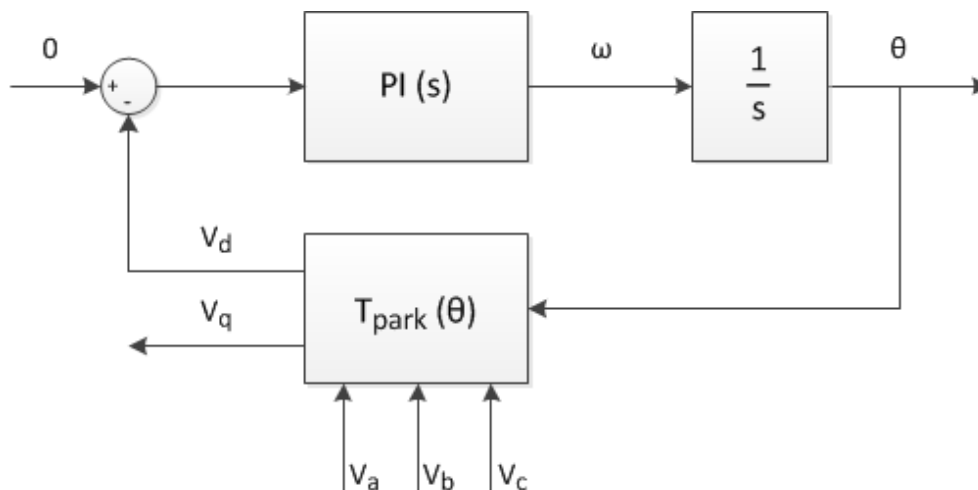 0
ω
θ
+
-
PI (s)
1
s
V_d
V_q
T_park (θ)
V_a
V_b
V_c